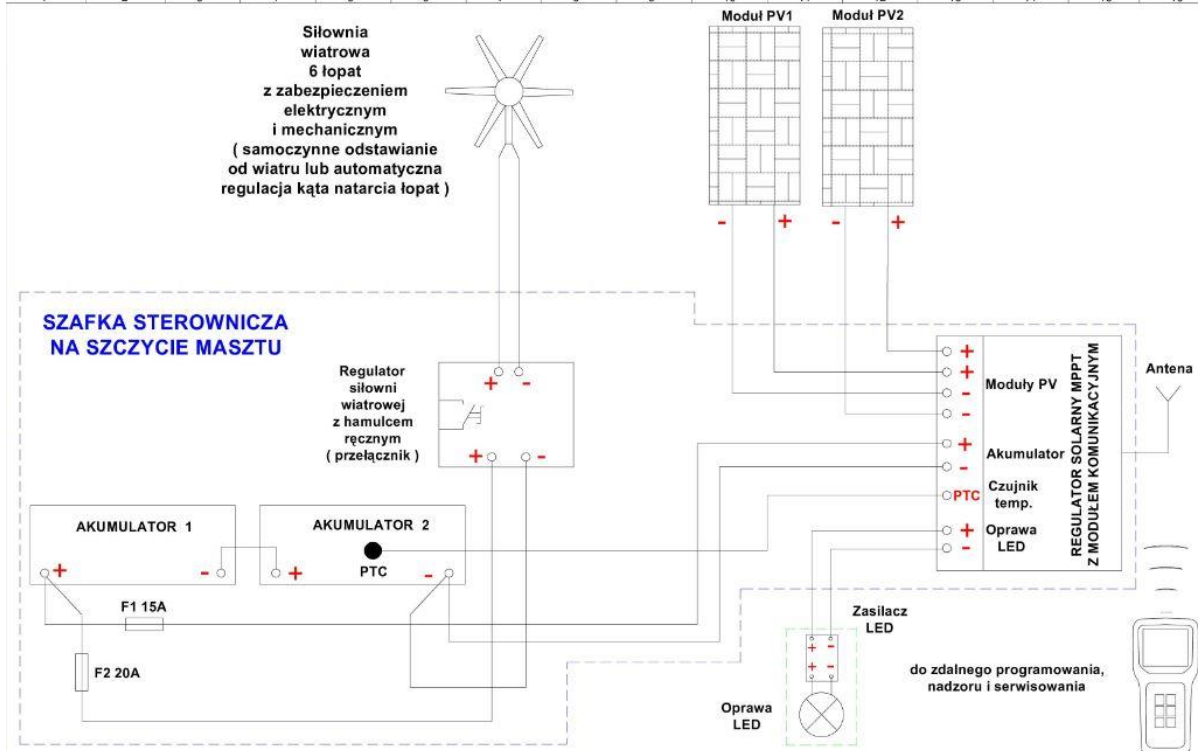 Siłownia
wiatrowa
6 łopat
z zabezpieczeniem
elektrycznym
i mechanicznym
( samoczynne odstawianie
od wiatru lub automatyczna
regulacja kąta natarcia łopat )
Moduł PV1
Moduł PV2
- +
- +
SZAFKA STEROWNICZA
NA SZCZYCIE MASZTU
Regulator
siłowni
wiatrowej
z hamulcem
ręcznym
( przełącznik )
+ -
+ -
+
+
-
-
Moduły PV
+
-
Akumulator
PTC
Czujnik
temp.
+
-
Oprawa
LED
REGULATOR SOLARNY MPPT
Z MODUŁEM KOMUNIKACYJNYM
Antena
AKUMULATOR 1
+ -
AKUMULATOR 2
PTC
+ -
F1 15A
F2 20A
Zasilacz
LED
+ -
+ -
Oprawa
LED
do zdalnego programowania,
nadzoru i serwisowania